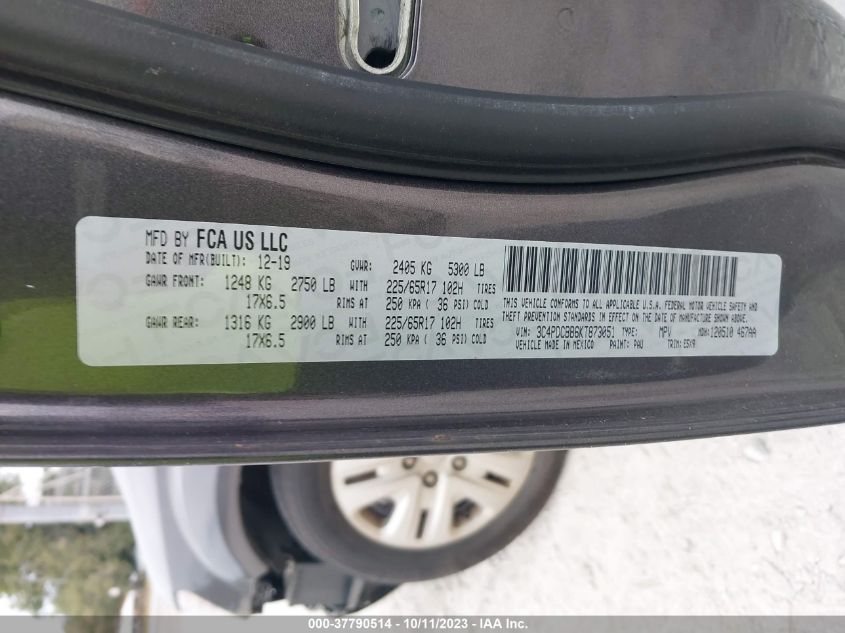 MFD BY FCA US LLC
DATE OF MFR(BUILT): 12-19 GVWR: 2405 KG 5300 LB
GAWR FRONT: 1248 KG 2750 LB WITH 225/65R17 102H TIRES
17X6.5 RIMS AT 250 KPA ( 36 PSI) COLD
GAWR REAR: 1316 KG 2900 LB WITH 225/65R17 102H TIRES
17X6.5 RIMS AT 250 KPA ( 36 PSI) COLD
THIS VEHICLE CONFORMS TO ALL APPLICABLE U.S.A. FEDERAL MOTOR VEHICLE SAFETY AND
THEFT PREVENTION STANDARDS IN EFFECT ON THE DATE OF MANUFACTURE SHOWN ABOVE.
VIN: 3C4PDCBB6KT873051 TYPE: MPV MDH: 120510 467AA
VEHICLE MADE IN MEXICO PAINT: PAU TRIM: E5X9
000-37790514 - 10/11/2023 - IAA Inc.